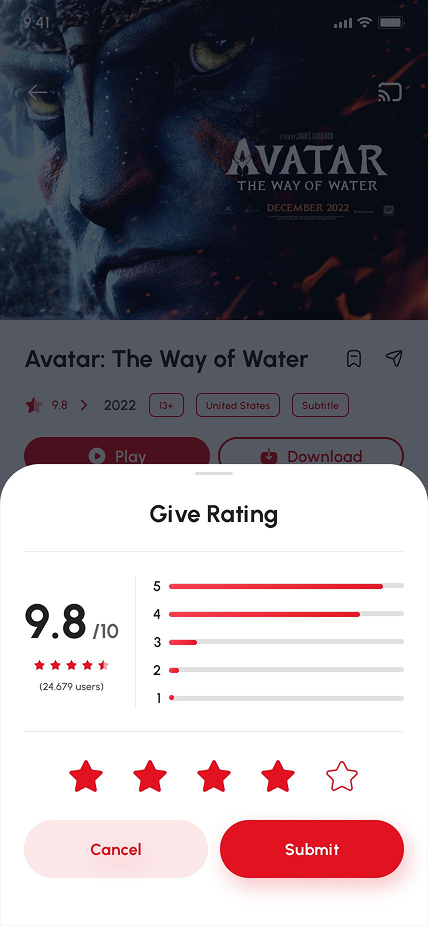 9:41
A FILM BY JAMES CAMERON
AVATAR
THE WAY OF WATER
DECEMBER 2022
Avatar: The Way of Water
9.8 2022 13+ United States Subtitle
Play Download
Give Rating
9.8 /10
(24.679 users)
5
4
3
2
1
Cancel Submit